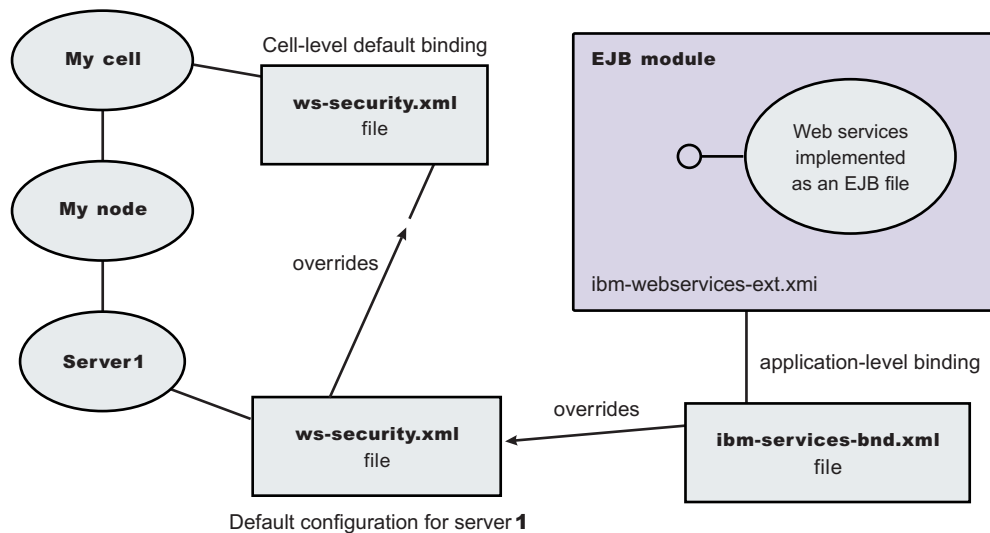 My cell
Cell-level default binding
ws-security.xml
file
EJB module
Web services
implemented
as an EJB file
My node
overrides
ibm-webservices-ext.xmi
Server1
application-level binding
ws-security.xml
file
overrides
ibm-services-bnd.xml
file
Default configuration for server1